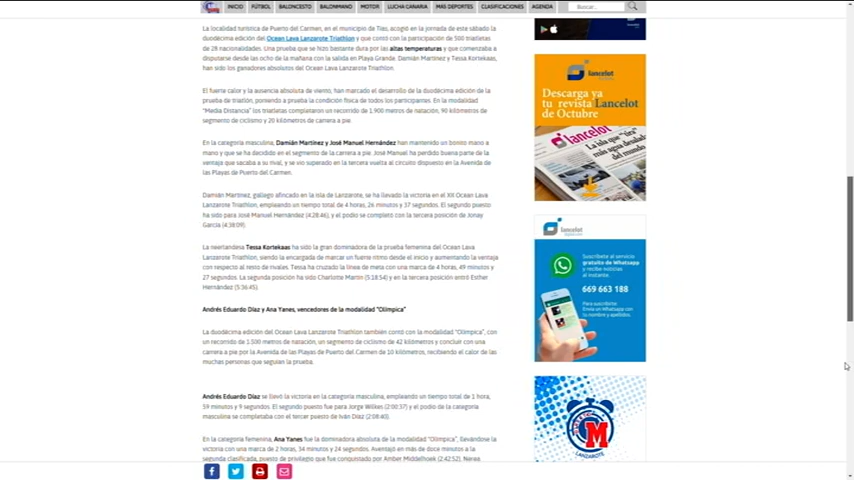 INICIO FÚTBOL BALONCESTO BALONMANO MOTOR LUCHA CANARIA MÁS DEPORTES CLASIFICACIONES AGENDA Buscar...
La localidad turística de Puerto del Carmen, en el municipio de Tías, acogió en la jornada de este sábado la
duodécima edición del Ocean Lava Lanzarote Triathlon y que contó con la participación de 500 triatletas
de 28 nacionalidades. Una prueba que se hizo bastante dura por las altas temperaturas y que comenzaba a
disputarse desde las ocho de la mañana con la salida en Playa Grande. Damián Martínez y Tessa Kortekaas,
han sido los ganadores absolutos del Ocean Lava Lanzarote Triathlon.
El fuerte calor y la ausencia absoluta de viento, han marcado el desarrollo de la duodécima edición de la
prueba de triatlón, poniendo a prueba la condición física de todos los participantes. En la modalidad
"Media Distancia" los triatletas completaron un recorrido de 1.900 metros de natación, 90 kilómetros de
segmento de ciclismo y 20 kilómetros de carrera a pie.
En la categoría masculina, Damián Martínez y José Manuel Hernández han mantenido un bonito mano a
mano y que se ha decidido en el segmento de la carrera a pie. José Manuel ha perdido buena parte de la
ventaja que sacaba a su rival, y se vio superado en la tercera vuelta al circuito dispuesto en la Avenida de
las Playas de Puerto del Carmen.
Damián Martínez, gallego afincado en la isla de Lanzarote, se ha llevado la victoria en el XII Ocean Lava
Lanzarote Triathlon, empleando un tiempo total de 4 horas, 24 minutos y 37 segundos. El segundo puesto
ha sido para José Manuel Hernández (4:28:46), y el podio se completó con la tercera posición de Jonay
García (4:38:09).
La neerlandesa Tessa Kortekaas ha sido la gran dominadora de la prueba femenina del Ocean Lava
Lanzarote Triathlon, siendo la encargada de marcar un fuerte ritmo desde el inicio y aumentando la ventaja
con respecto al resto de rivales. Tessa ha cruzado la línea de meta con una marca de 4 horas, 49 minutos y
27 segundos. La segunda posición ha sido Charlotte Martin (5:18:54) y en la tercera posición entró Esther
Hernández (5:36:45).
Andrés Eduardo Díaz y Ana Yanes, vencedores de la modalidad "Olímpica"
La duodécima edición del Ocean Lava Lanzarote Triathlon también contó con la modalidad "Olímpica", con
un recorrido de 1.500 metros de natación, un segmento de ciclismo de 42 kilómetros y concluir con una
carrera a pie por la Avenida de las Playas de Puerto del Carmen de 10 kilómetros, recibiendo el calor de las
muchas personas que seguían la prueba.
Andrés Eduardo Díaz se llevó la victoria en la categoría masculina, empleando un tiempo total de 1 hora,
59 minutos y 9 segundos. El segundo puesto fue para Jorge Wilkes (2:00:37) y el podio de la categoría
masculina se completaba con el tercer puesto de Iván Díaz (2:08:40).
En la categoría femenina, Ana Yanes fue la dominadora absoluta de la modalidad "Olímpica", llevándose la
victoria con una marca de 2 horas, 34 minutos y 24 segundos. Aventajó en más de doce minutos a la
segunda clasificada, puesto de privilegio que fue conquistado por Amber Middelhoek (2:42:52). Nerea
lancelot
Descarga ya
tu revista Lancelot
de Octubre
lancelot
La isla que "tira"
más agua desalada
del mundo
lancelot
Suscríbete al servicio
gratuito de Whatsapp
y recibe noticias
al instante
669 663 188
Para suscribirte
Envía un Whatsapp con
tu nombre y apellidos.
M
LANZAROTE